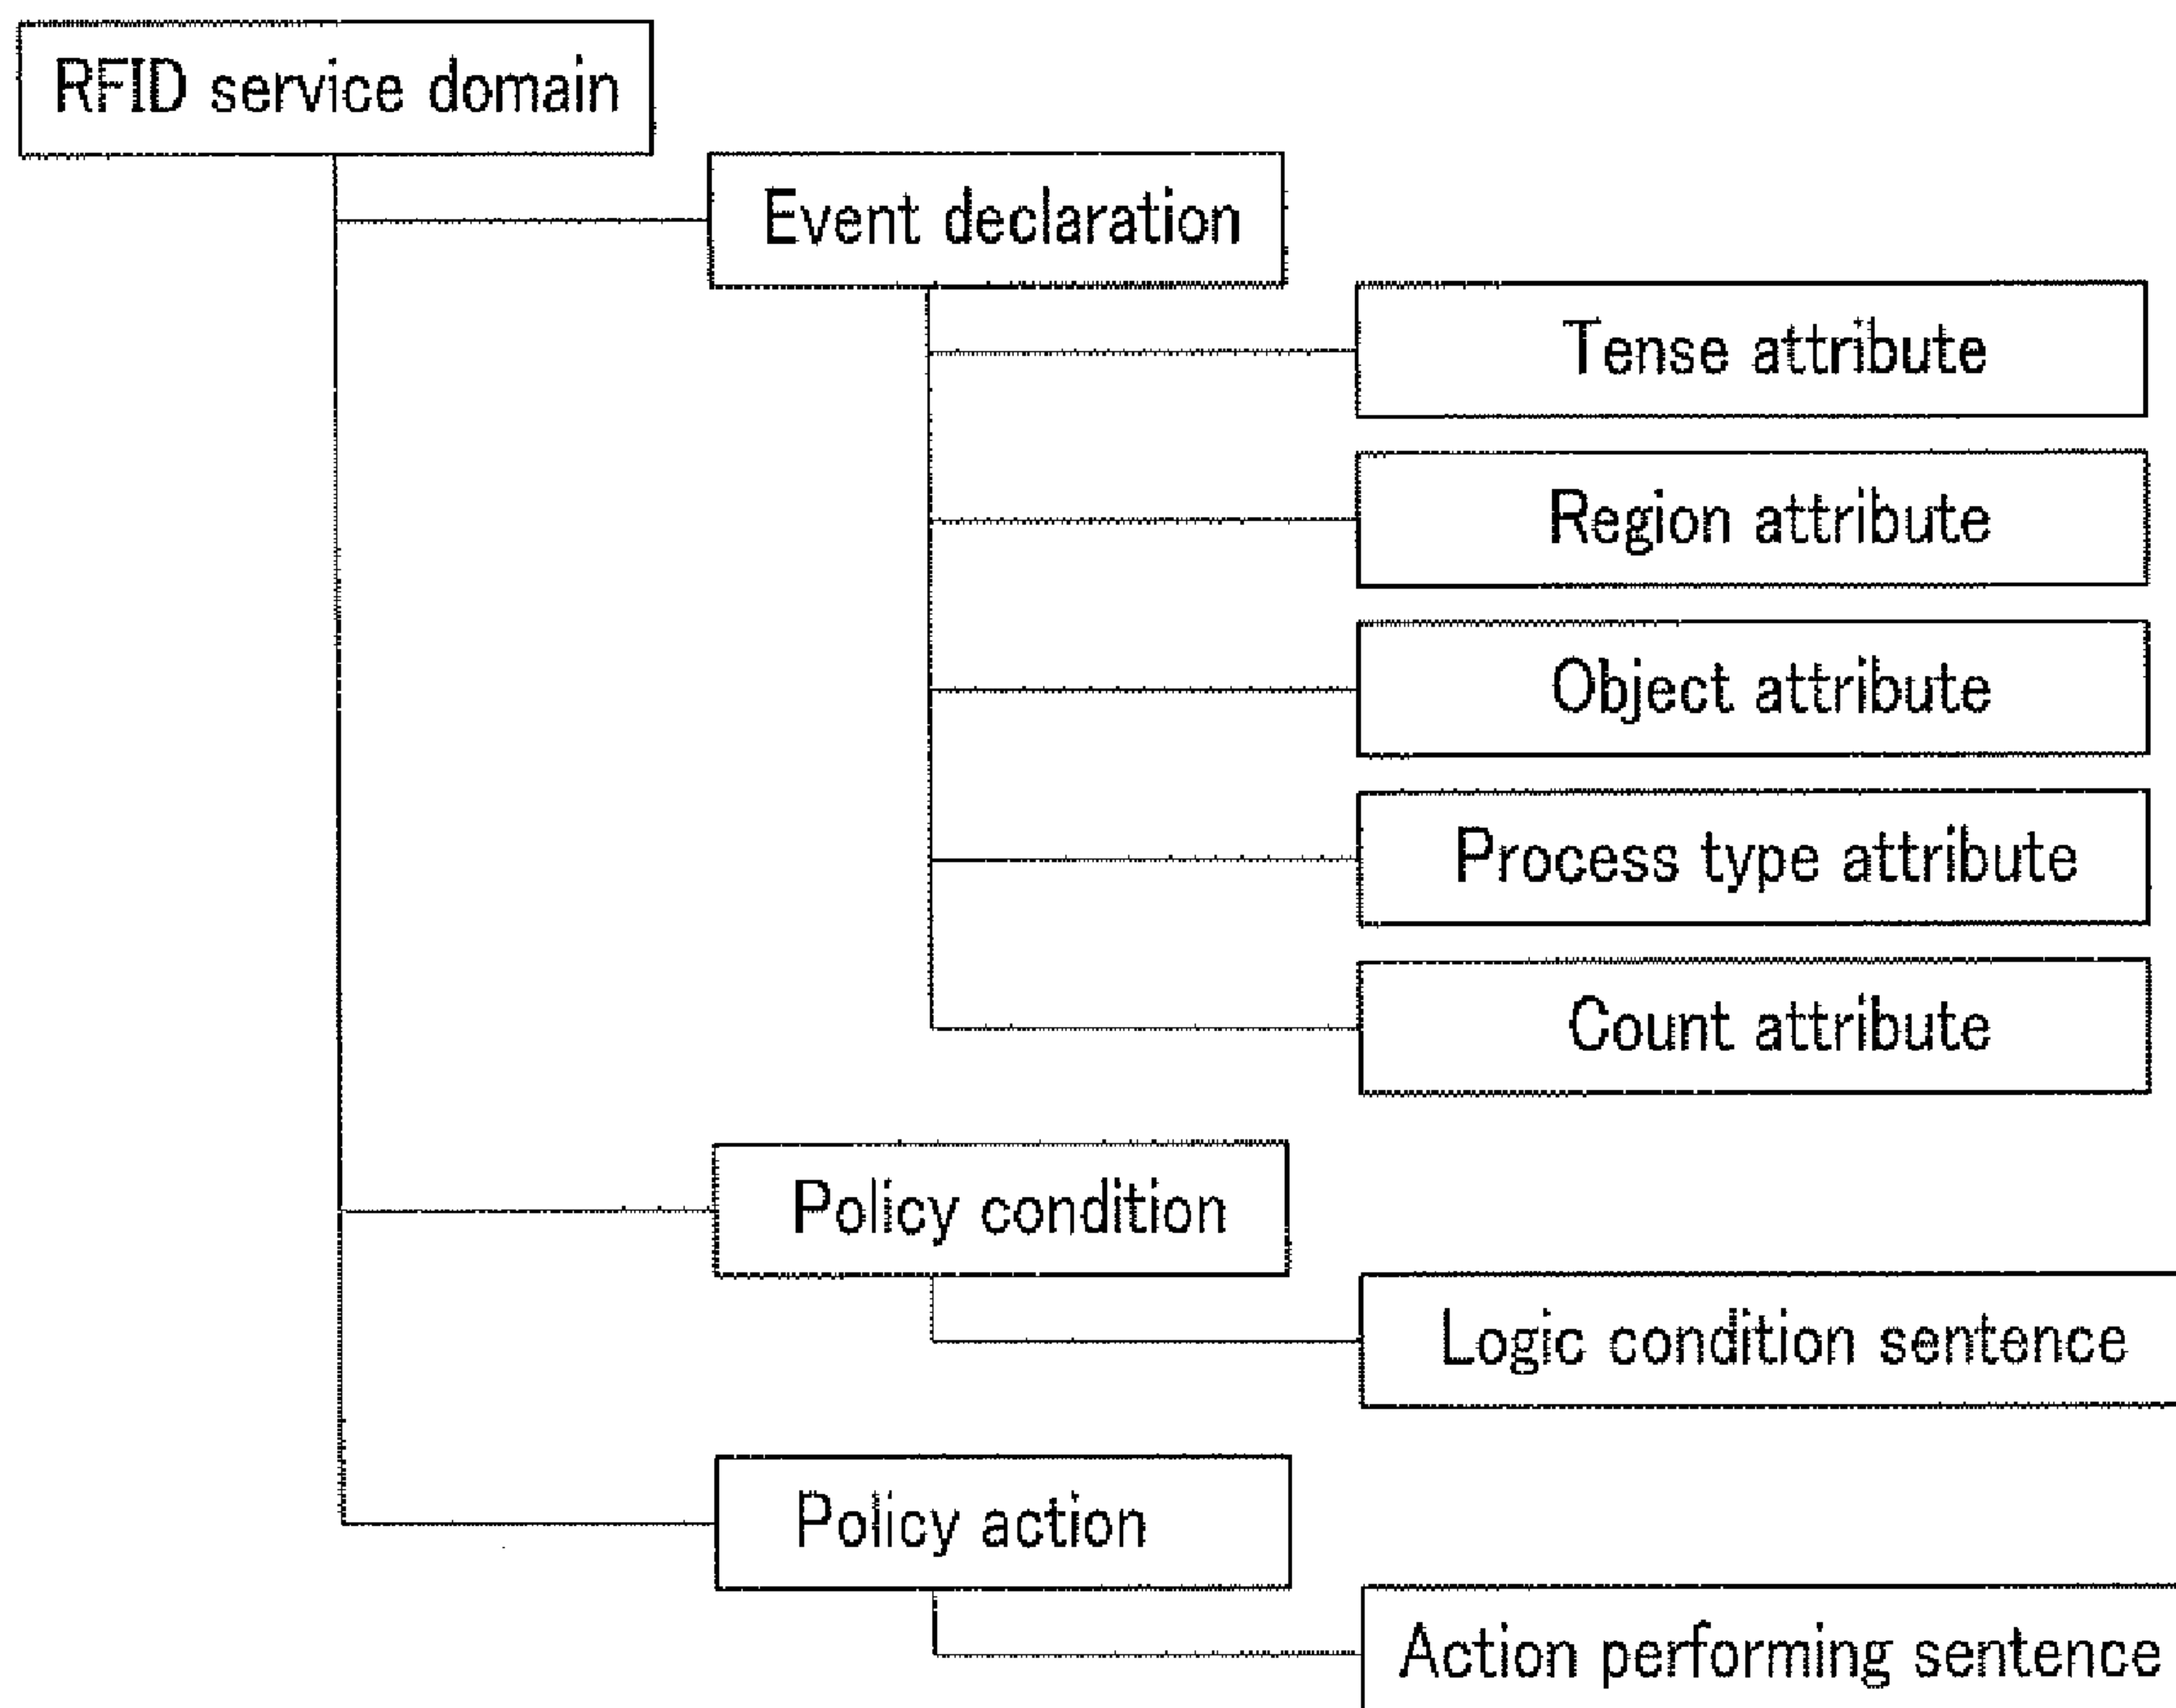 RFID service domain
Event declaration
Tense attribute
Region attribute
Object attribute
Process type attribute
Count attribute
Policy condition
Logic condition sentence
Policy action
Action performing sentence